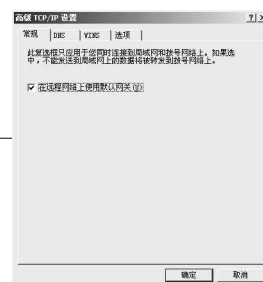 高级 TCP/IP 设置
常规 DNS WINS 选项
此复选框只应用于您同时连接到局域网和拨号网络上。如果选
中，不能发送到局域网上的数据将被转发到拨号网络上。
在远程网络上使用默认网关(U)
确定 取消